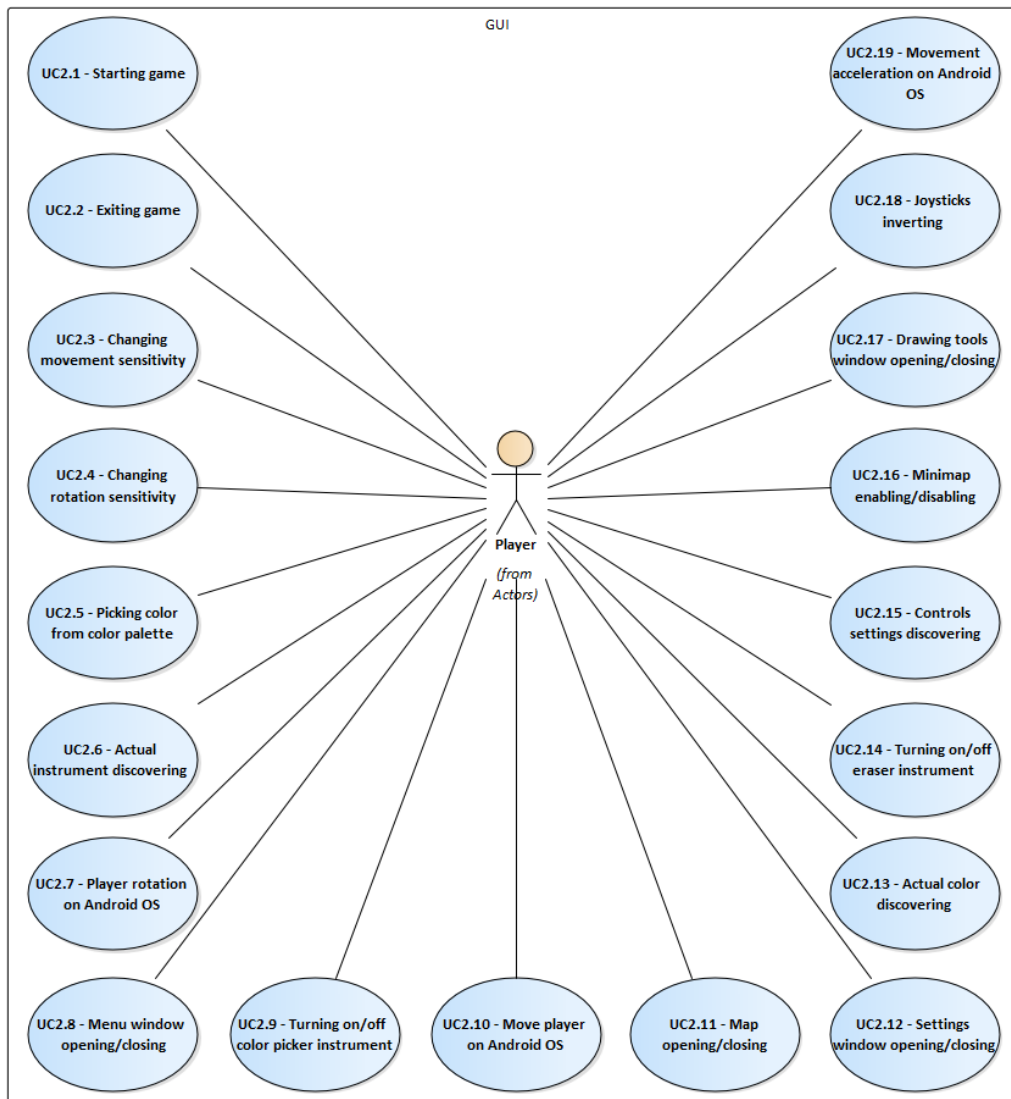 GUI
UC2.1 - Starting game
UC2.2 - Exiting game
UC2.3 - Changing
movement sensitivity
UC2.4 - Changing
rotation sensitivity
UC2.5 - Picking color
from color palette
UC2.6 - Actual
instrument discovering
UC2.7 - Player rotation
on Android OS
UC2.8 - Menu window
opening/closing
UC2.9 - Turning on/off
color picker instrument
UC2.10 - Move player
on Android OS
UC2.11 - Map
opening/closing
UC2.12 - Settings
window opening/closing
UC2.13 - Actual color
discovering
UC2.14 - Turning on/off
eraser instrument
UC2.15 - Controls
settings discovering
UC2.16 - Minimap
enabling/disabling
UC2.17 - Drawing tools
window opening/closing
UC2.18 - Joysticks
inverting
UC2.19 - Movement
acceleration on Android
OS
Player
(from
Actors)